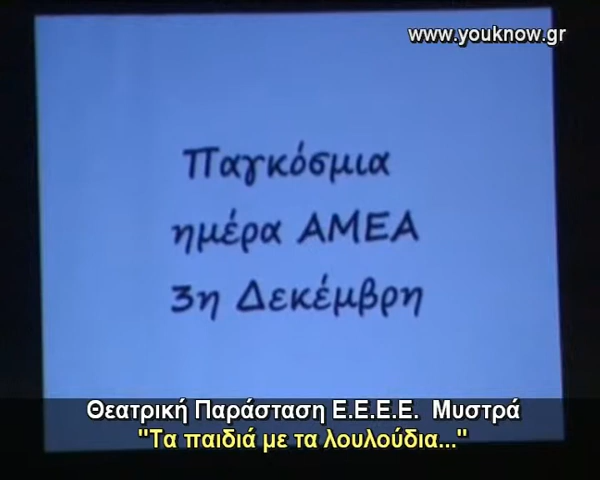 www.youknow.gr
Παγκόσμια
ημέρα ΑΜΕΑ
3η Δεκέμβρη
Θεατρική Παράσταση Ε.Ε.Ε.Ε. Μυστρά
"Τα παιδιά με τα λουλούδια..."